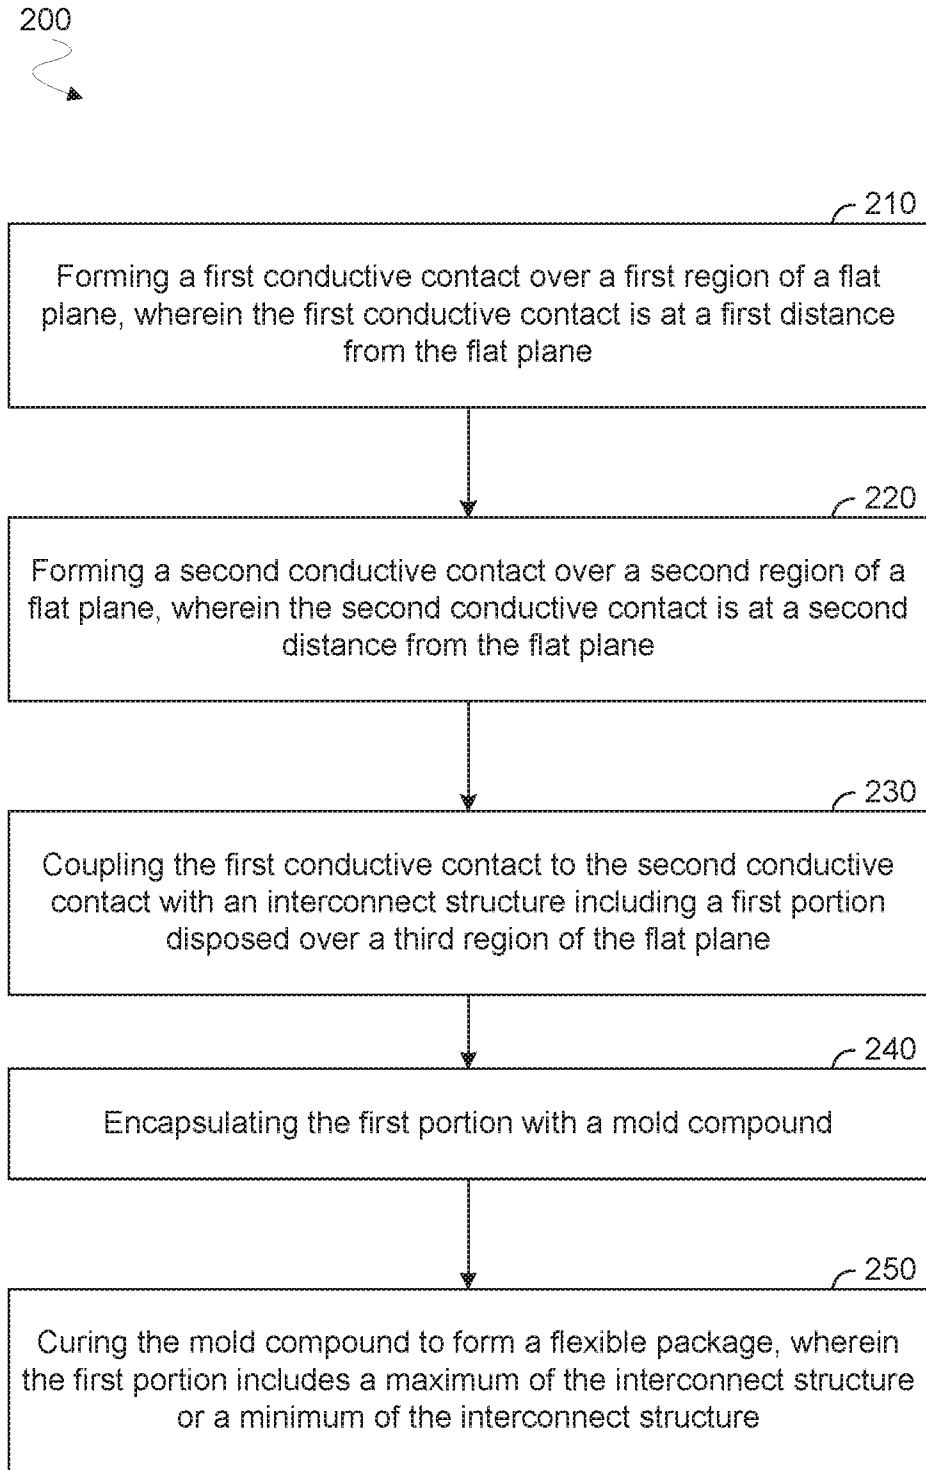 200
210
Forming a first conductive contact over a first region of a flat
plane, wherein the first conductive contact is at a first distance
from the flat plane
220
Forming a second conductive contact over a second region of a
flat plane, wherein the second conductive contact is at a second
distance from the flat plane
230
Coupling the first conductive contact to the second conductive
contact with an interconnect structure including a first portion
disposed over a third region of the flat plane
240
Encapsulating the first portion with a mold compound
250
Curing the mold compound to form a flexible package, wherein
the first portion includes a maximum of the interconnect structure
or a minimum of the interconnect structure